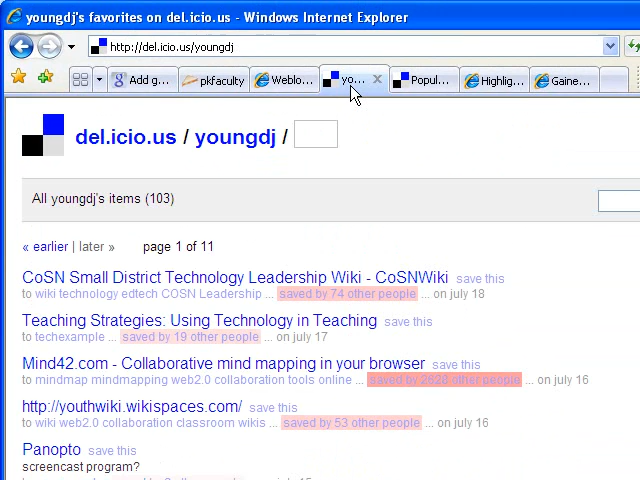 youngdj's favorites on del.icio.us - Windows Internet Explorer
http://del.icio.us/youngdj
Add g... pkfaculty Weblo... yo... Popul... Highlig... Gaine...
del.icio.us / youngdj /
All youngdj's items (103)
« earlier | later » page 1 of 11
CoSN Small District Technology Leadership Wiki - CoSNWiki save this
to wiki technology edtech COSN Leadership ... saved by 74 other people ... on july 18
Teaching Strategies: Using Technology in Teaching save this
to techexample ... saved by 19 other people ... on july 17
Mind42.com - Collaborative mind mapping in your browser save this
to mindmap mindmapping web2.0 collaboration tools online ... saved by 2628 other people ... on july 16
http://youthwiki.wikispaces.com/ save this
to wiki web2.0 collaboration classroom wikis ... saved by 53 other people ... on july 16
Panopto save this
screencast program?